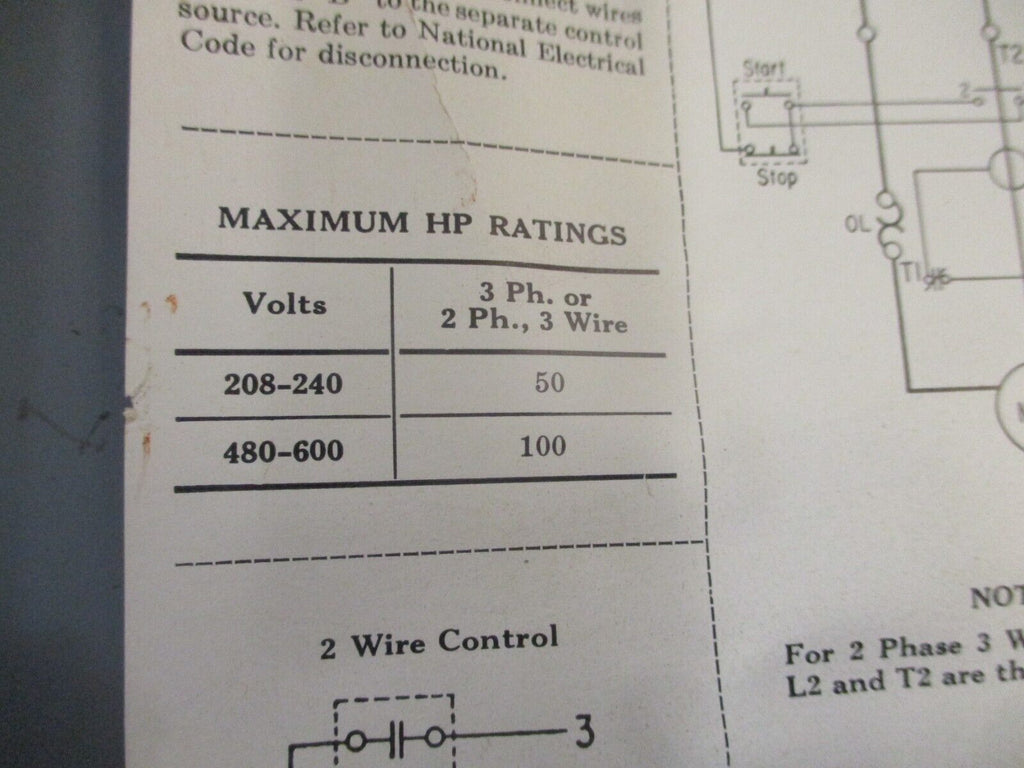 to the separate control
source. Refer to National Electrical
Code for disconnection.
MAXIMUM HP RATINGS
Volts
3 Ph. or
2 Ph., 3 Wire
208-240
50
480-600
100
2 Wire Control
3
Start
Stop
2
T2
OL
T1
For 2 Phase 3
L2 and T2 are